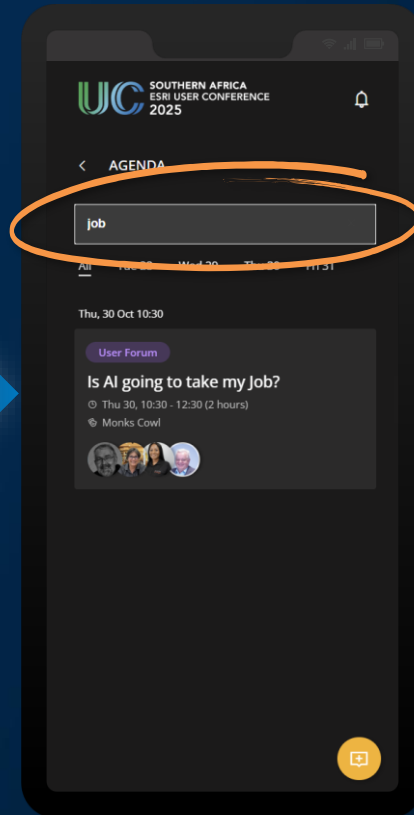 UC SOUTHERN AFRICA
ESRI USER CONFERENCE
2025
AGENDA
job
All
Thu, 30 Oct 10:30
User Forum
Is AI going to take my Job?
Thu 30, 10:30 - 12:30 (2 hours)
Monks Cowl